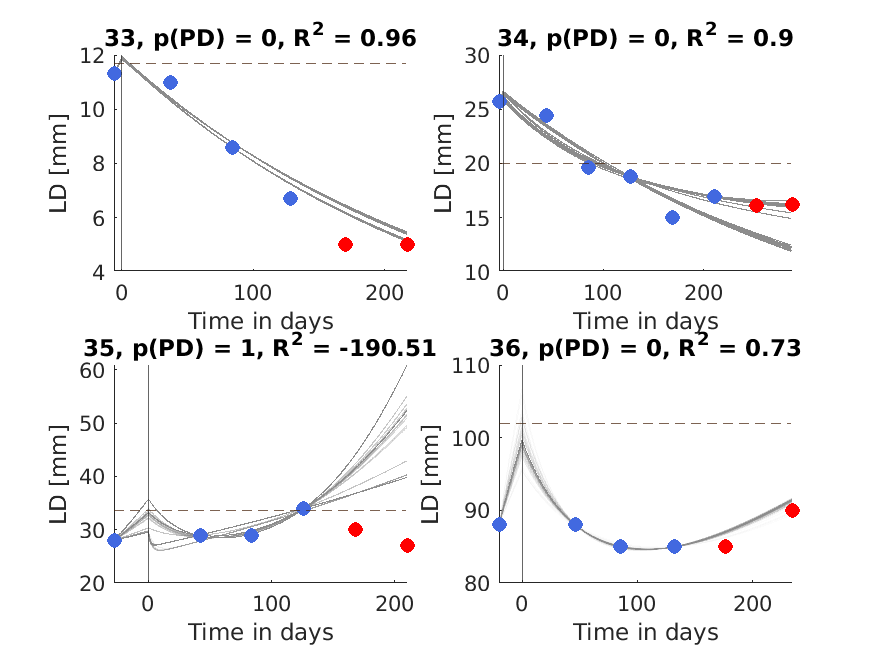 33, p(PD) = 0, R² = 0.96
12
10
8
6
4
LD [mm]
0
100
200
Time in days
34, p(PD) = 0, R² = 0.9
30
25
20
15
10
LD [mm]
0
100
200
Time in days
35, p(PD) = 1, R² = -190.51
60
50
40
30
20
LD [mm]
0
100
200
Time in days
36, p(PD) = 0, R² = 0.73
110
100
90
80
LD [mm]
0
100
200
Time in days